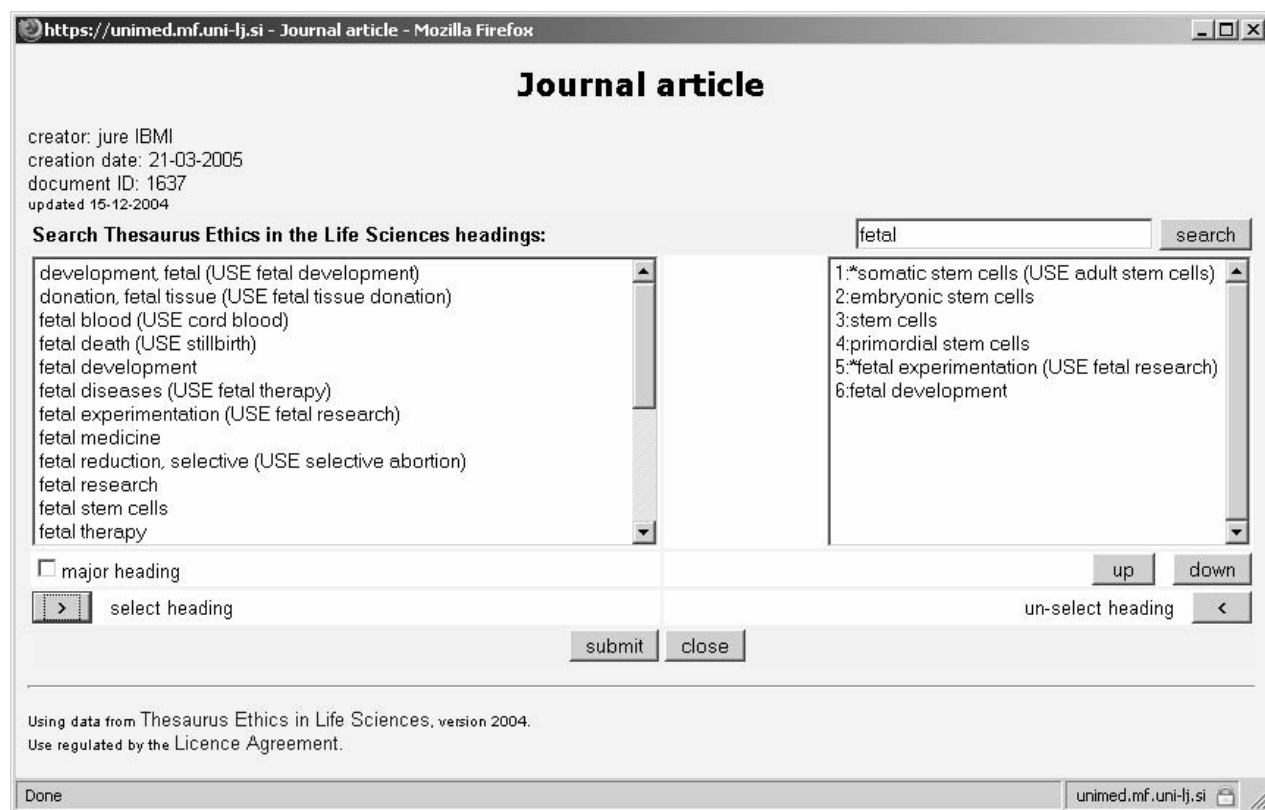 https://unimed.mf.uni-lj.si - Journal article - Mozilla Firefox
Journal article
creator: jure IBMI
creation date: 21-03-2005
document ID: 1637
updated 15-12-2004
Search Thesaurus Ethics in the Life Sciences headings:
fetal
search
development, fetal (USE fetal development)
donation, fetal tissue (USE fetal tissue donation)
fetal blood (USE cord blood)
fetal death (USE stillbirth)
fetal development
fetal diseases (USE fetal therapy)
fetal experimentation (USE fetal research)
fetal medicine
fetal reduction, selective (USE selective abortion)
fetal research
fetal stem cells
fetal therapy
1:*somatic stem cells (USE adult stem cells)
2:embryonic stem cells
3:stem cells
4:primordial stem cells
5:*fetal experimentation (USE fetal research)
6:fetal development
major heading
up
down
> select heading
un-select heading <
submit
close
Using data from Thesaurus Ethics in Life Sciences, version 2004.
Use regulated by the Licence Agreement.
Done
unimed.mf.uni-lj.si